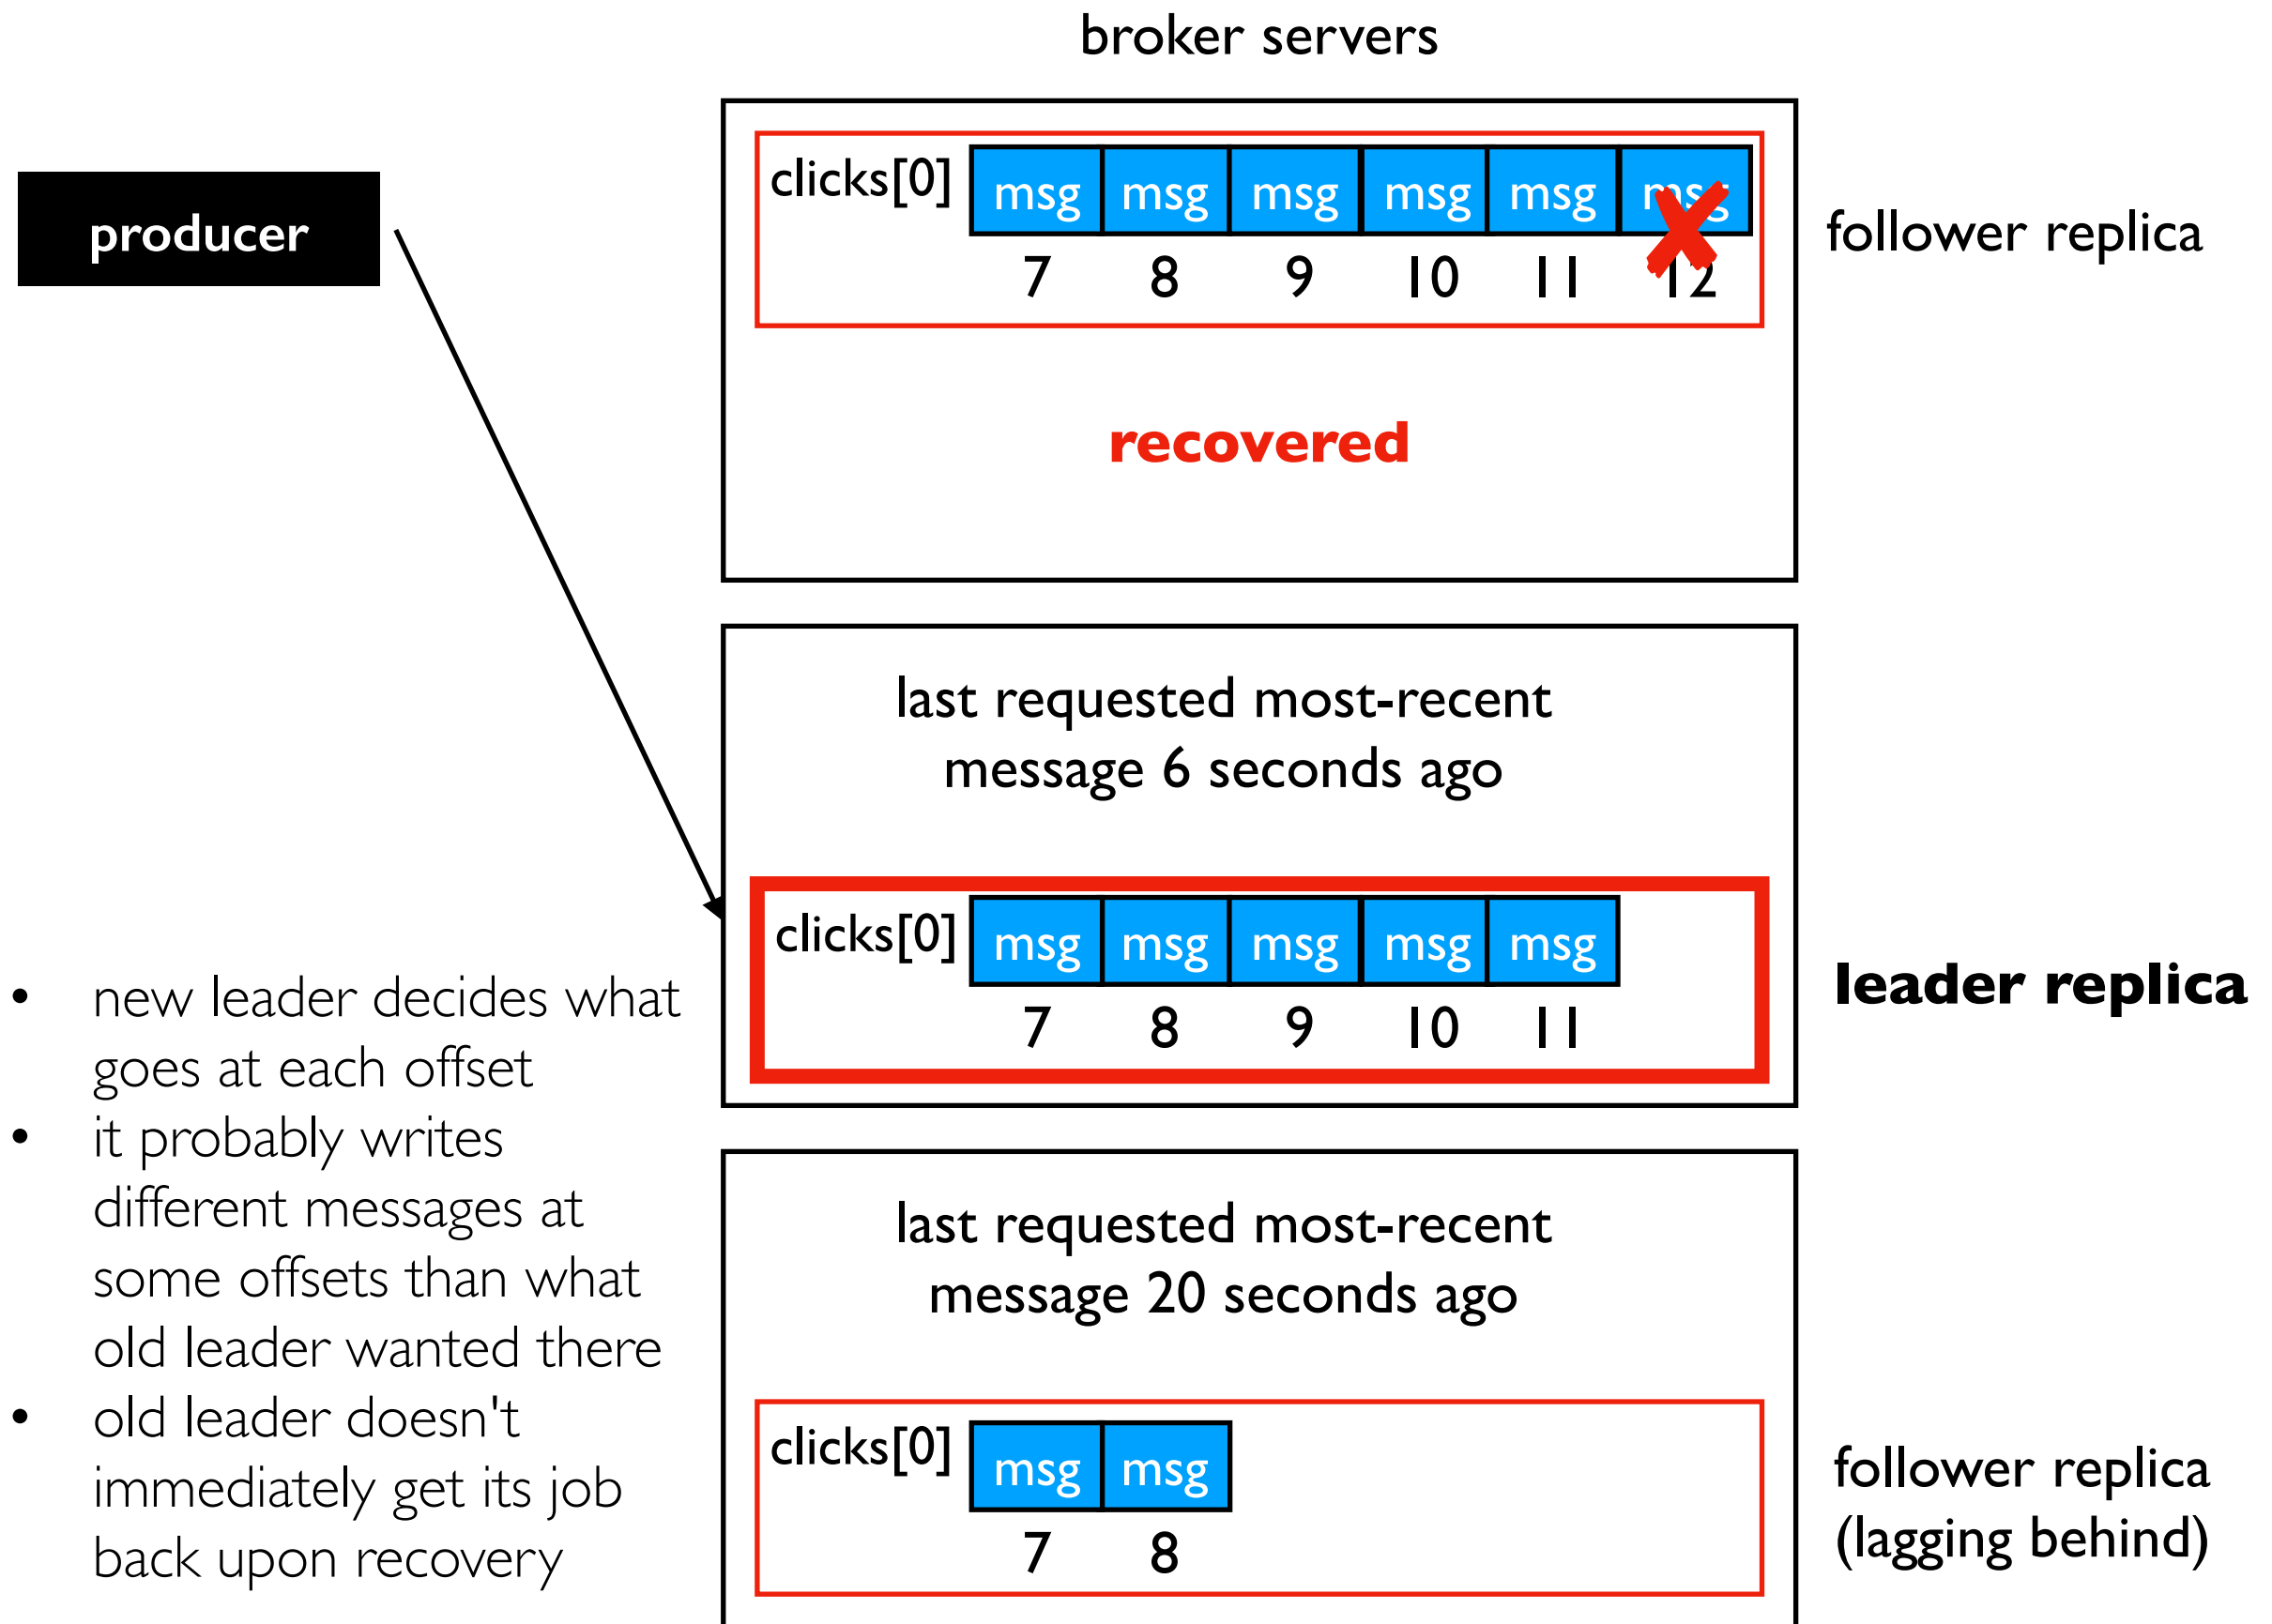 broker servers
producer
clicks[0] msg msg msg msg msg msg
7 8 9 10 11 12
follower replica
recovered
last requested most-recent
message 6 seconds ago
clicks[0] msg msg msg msg msg
7 8 9 10 11
leader replica
• new leader decides what
goes at each offset
• it probably writes
different messages at
some offsets than what
old leader wanted there
• old leader doesn't
immediately get its job
back upon recovery
last requested most-recent
message 20 seconds ago
clicks[0] msg msg
7 8
follower replica
(lagging behind)